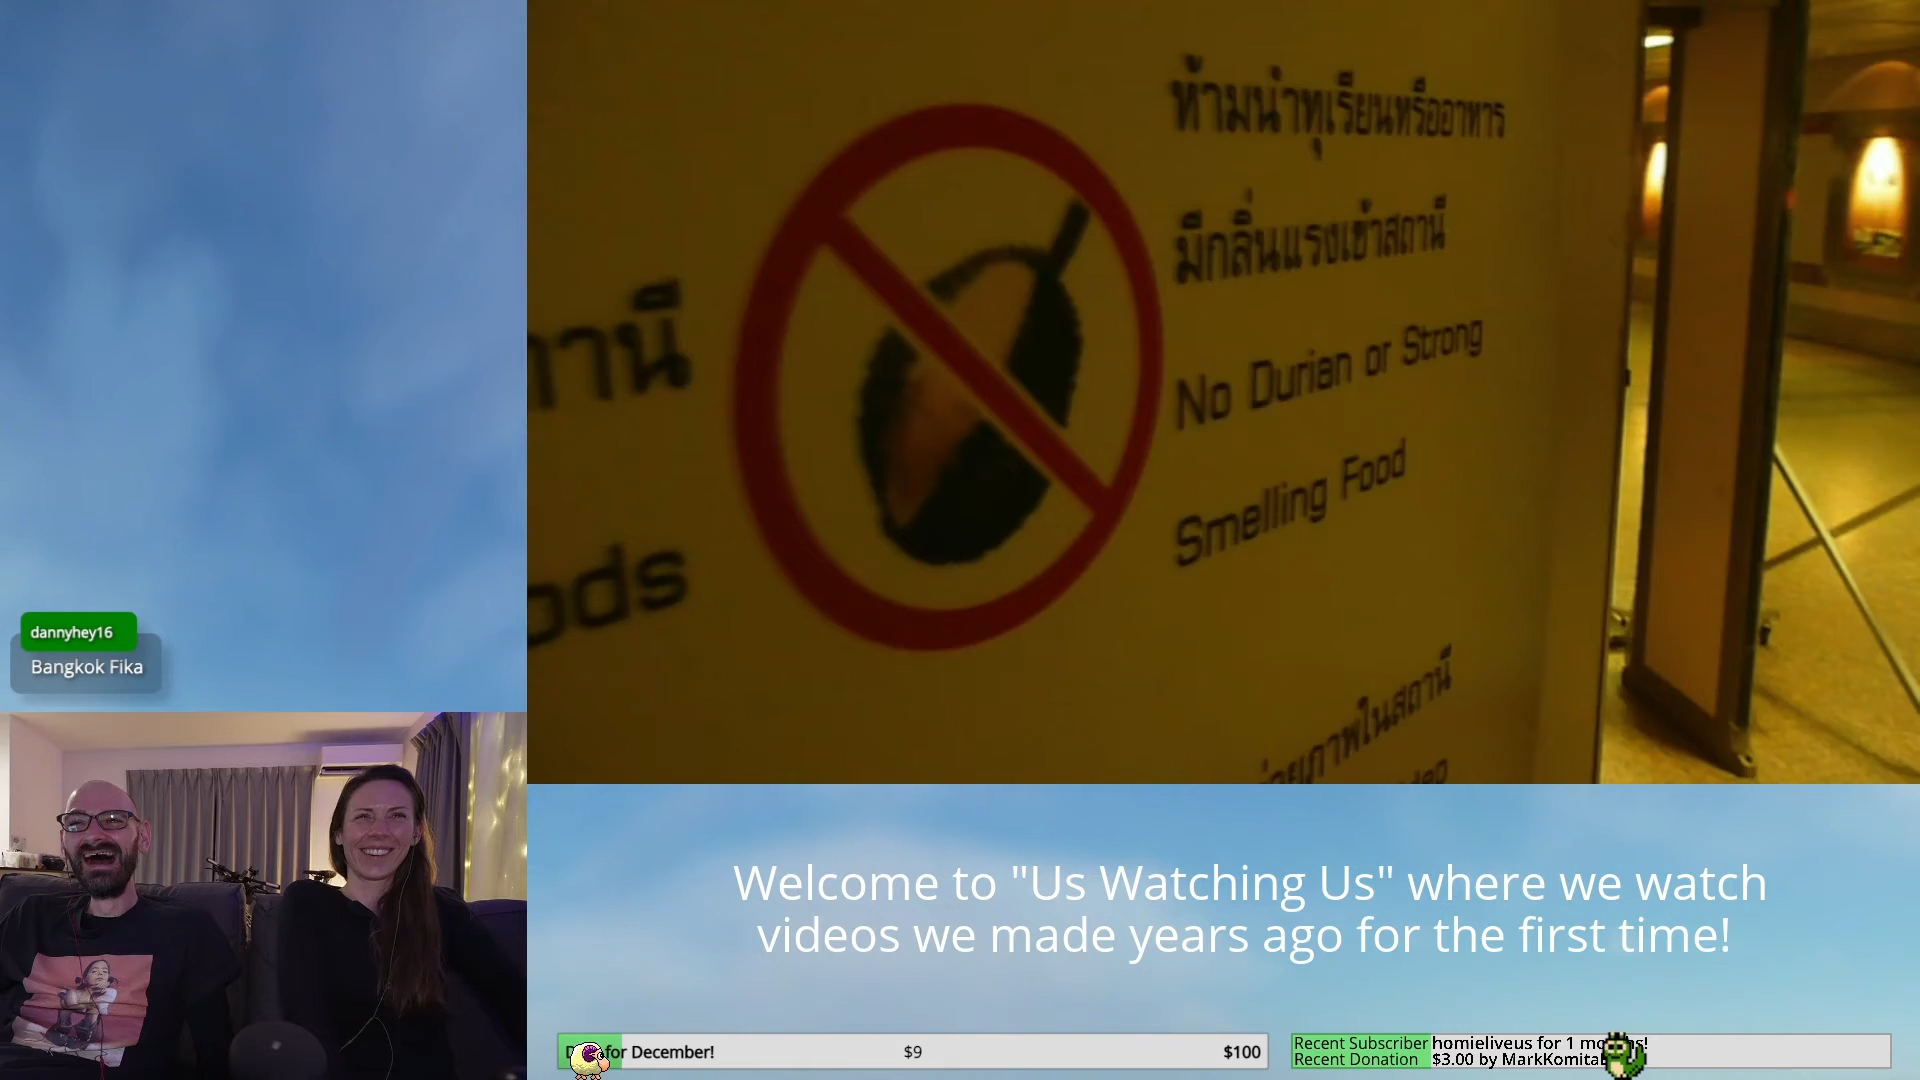 ห้ามนำทุเรียนหรืออาหาร
มีกลิ่นแรงเข้าสถานี
No Durian or Strong
Smelling Food
dannyhey16
Bangkok Fika
Welcome to "Us Watching Us" where we watch
videos we made years ago for the first time!
for December! $9 $100
Recent Subscriber homieliveus for 1
Recent Donation $3.00 by